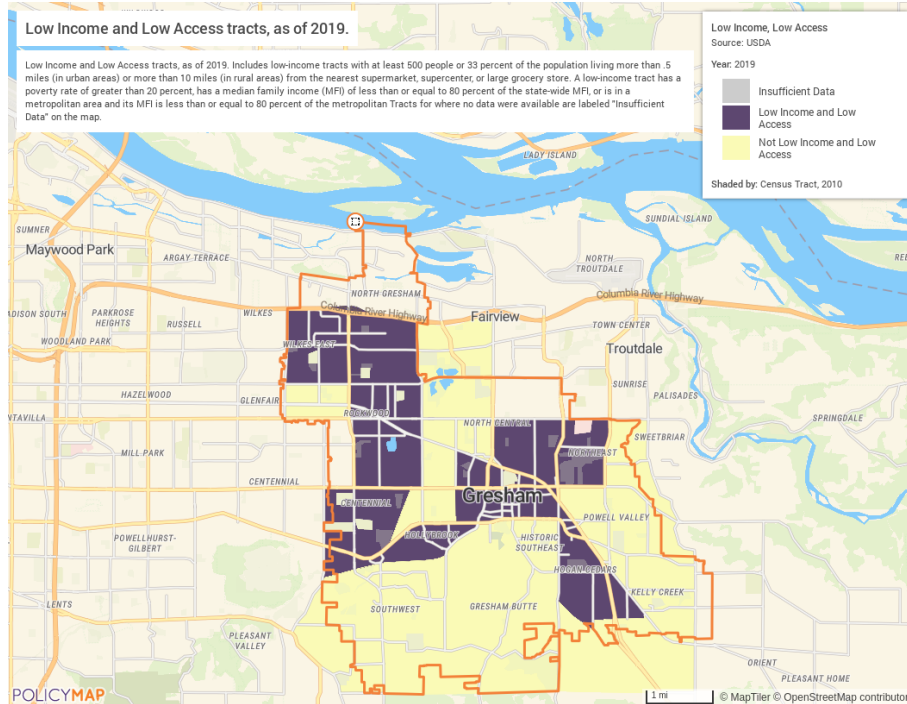 Low Income and Low Access tracts, as of 2019.
Low Income and Low Access tracts, as of 2019. Includes low-income tracts with at least 500 people or 33 percent of the population living more than .5
miles (in urban areas) or more than 10 miles (in rural areas) from the nearest supermarket, supercenter, or large grocery store. A low-income tract has a
poverty rate of greater than 20 percent, has a median family income (MFI) of less than or equal to 80 percent of the state-wide MFI, or is in a
metropolitan area and its MFI is less than or equal to 80 percent of the metropolitan Tracts for where no data were available are labeled "Insufficient
Data" on the map.
Low Income, Low Access
Source: USDA
Year: 2019
Insufficient Data
Low Income and Low
Access
Not Low Income and Low
Access
Shaded by: Census Tract, 2010
LADY ISLAND
SUNDIAL ISLAND
SUMNER
Maywood Park
ARGAY TERRACE
NORTH
TROUTDALE
NORTH GRESHAM
Columbia River Highway
Columbia River Highway
ADISON SOUTH
PARKROSE
HEIGHTS
RUSSELL
WILKES
Fairview
TOWN CENTER
WOODLAND PARK
WILKES EAST
Troutdale
HAZELWOOD
GLENFAIR
SUNRISE
PALISADES
NTAVILLA
ROCKWOOD
NORTH CENTRAL
SPRINGDALE
SWEETBRIAR
MILL PARK
NORTHEAST
CENTENNIAL
CENTENNIAL
Gresham
POWELL VALLEY
POWELLHURST-
GILBERT
HOLLYBROOK
HISTORIC
SOUTHEAST
HOGAN CEDARS
KELLY CREEK
LENTS
SOUTHWEST
GRESHAM BUTTE
PLEASANT
VALLEY
ORIENT
PLEASANT HOME
POLICYMAP
1 mi
© MapTiler © OpenStreetMap contributor